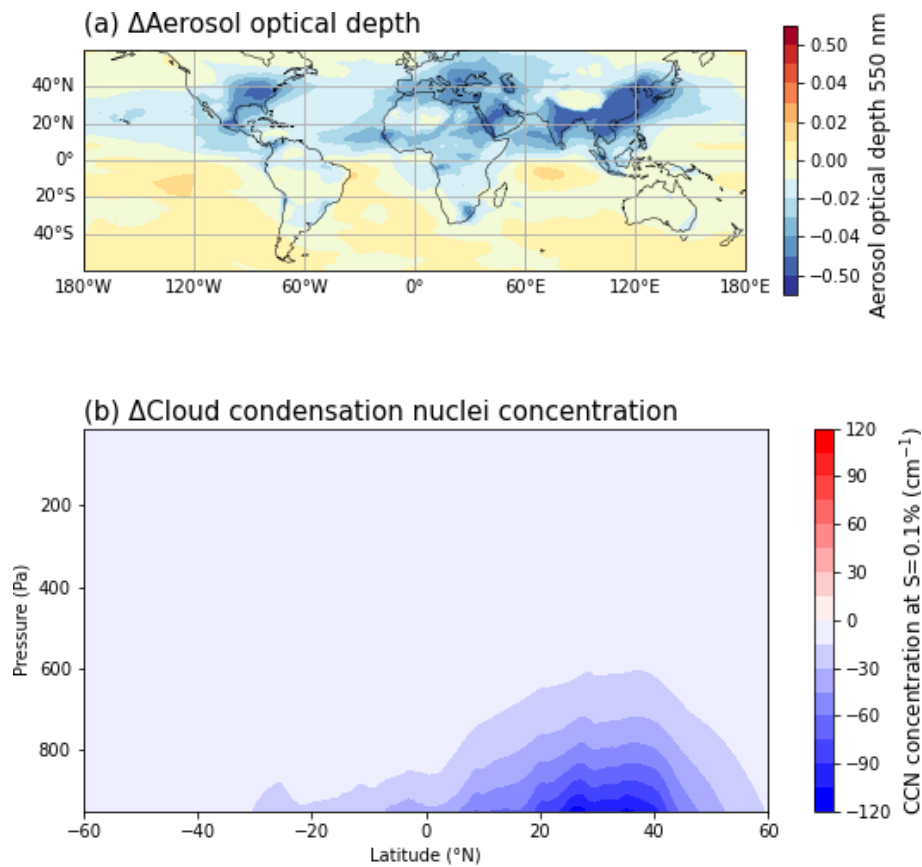 (a) ΔAerosol optical depth
40°N
20°N
0°
20°S
40°S
180°W
120°W
60°W
0°
60°E
120°E
180°E
0.50
0.04
0.02
0.00
−0.02
−0.04
−0.50
Aerosol optical depth 550 nm
(b) ΔCloud condensation nuclei concentration
200
400
600
800
Pressure (Pa)
−60
−40
−20
0
20
40
60
Latitude (°N)
120
90
60
30
0
−30
−60
−90
−120
CCN concentration at S=0.1% (cm⁻¹)